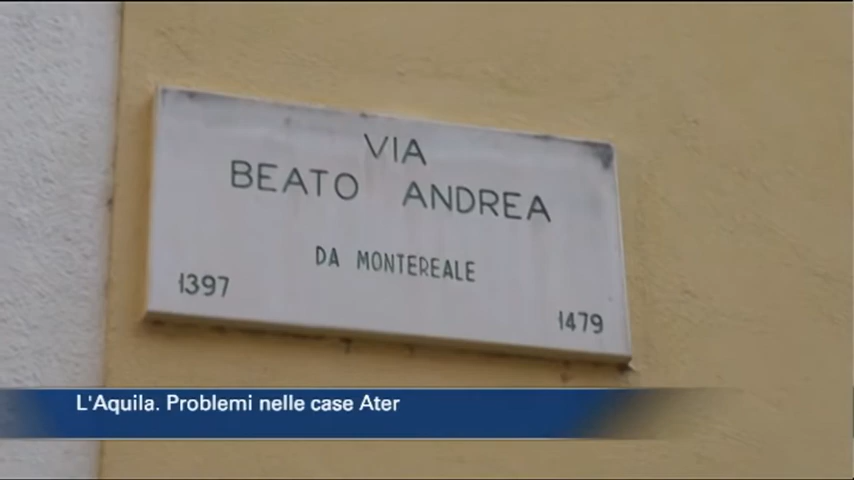 VIA
BEATO ANDREA
DA MONTEREALE
1397
1479
L'Aquila. Problemi nelle case Ater